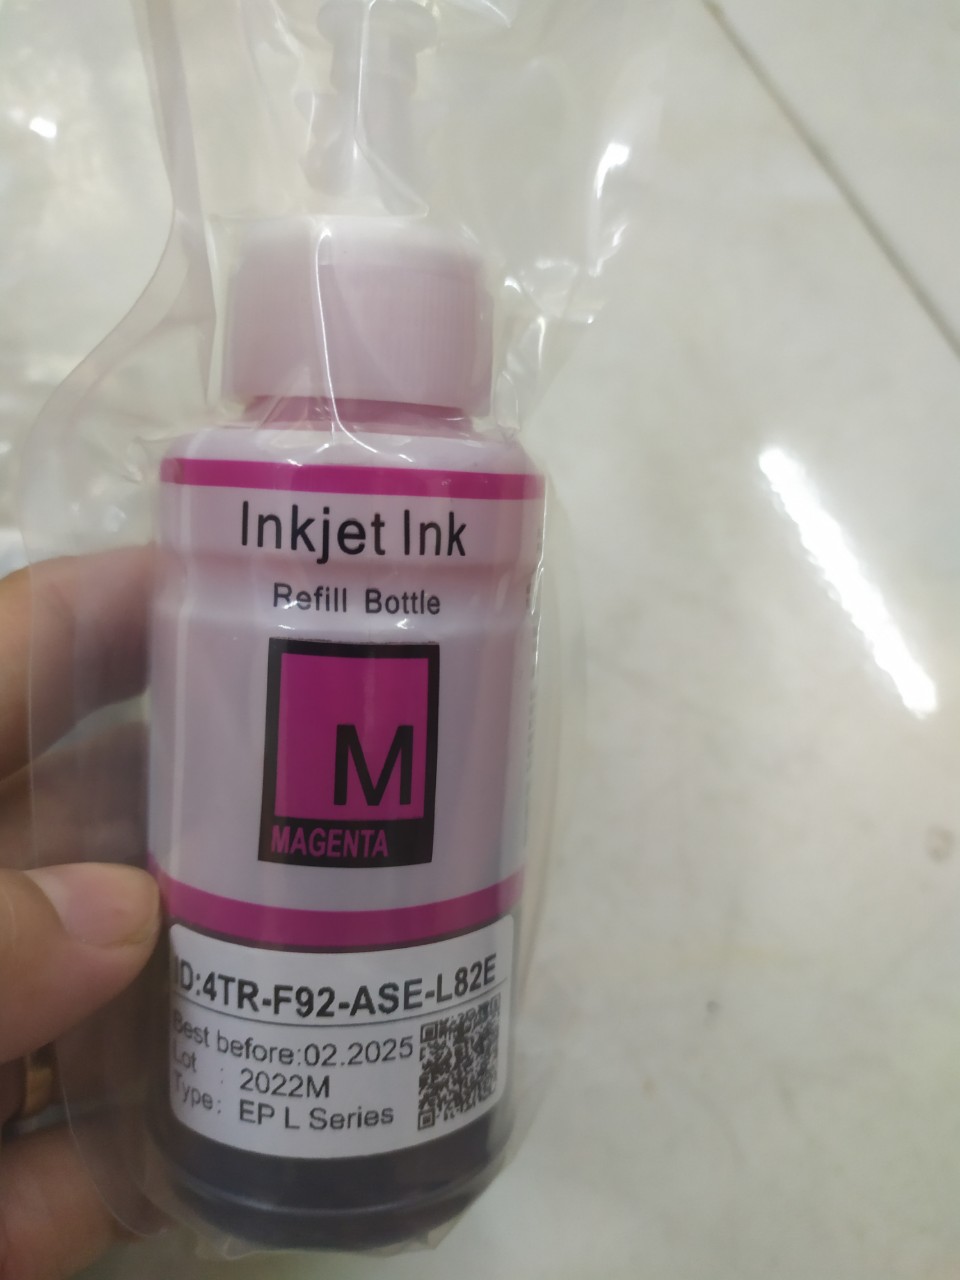 Inkjet Ink
Refill Bottle
M
MAGENTA
ID:4TR-F92-ASE-L82E
Best before:02.2025
Lot : 2022M
Type: EP L Series